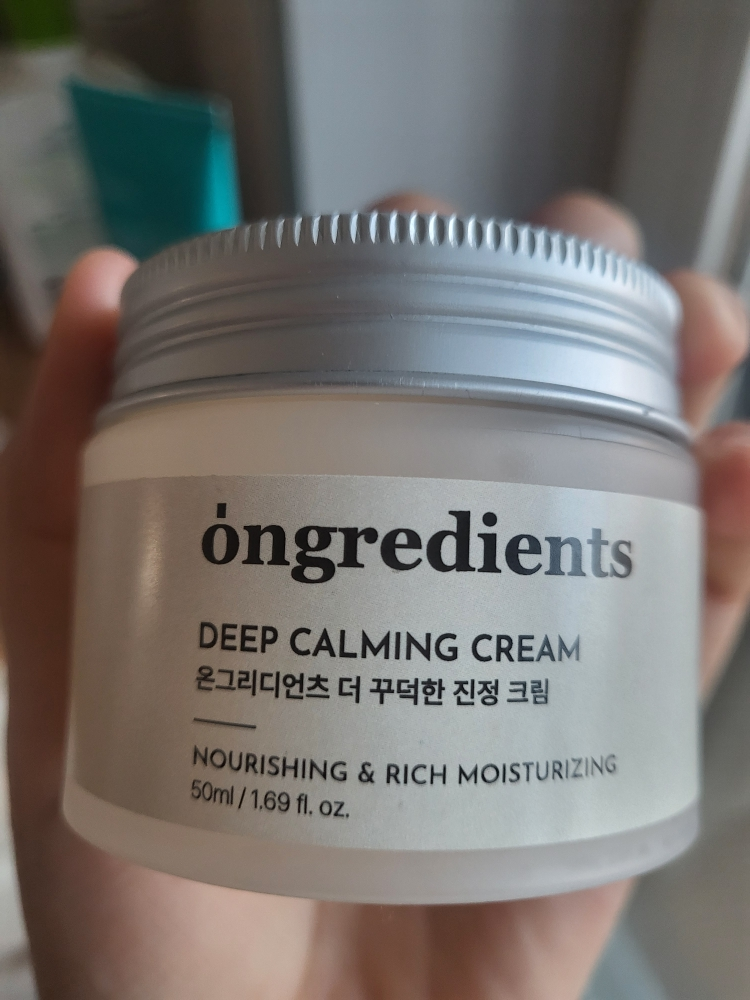 ongredients
DEEP CALMING CREAM
온그리디언츠 더 꾸덕한 진정 크림
NOURISHING & RICH MOISTURIZING
50ml / 1.69 fl. oz.